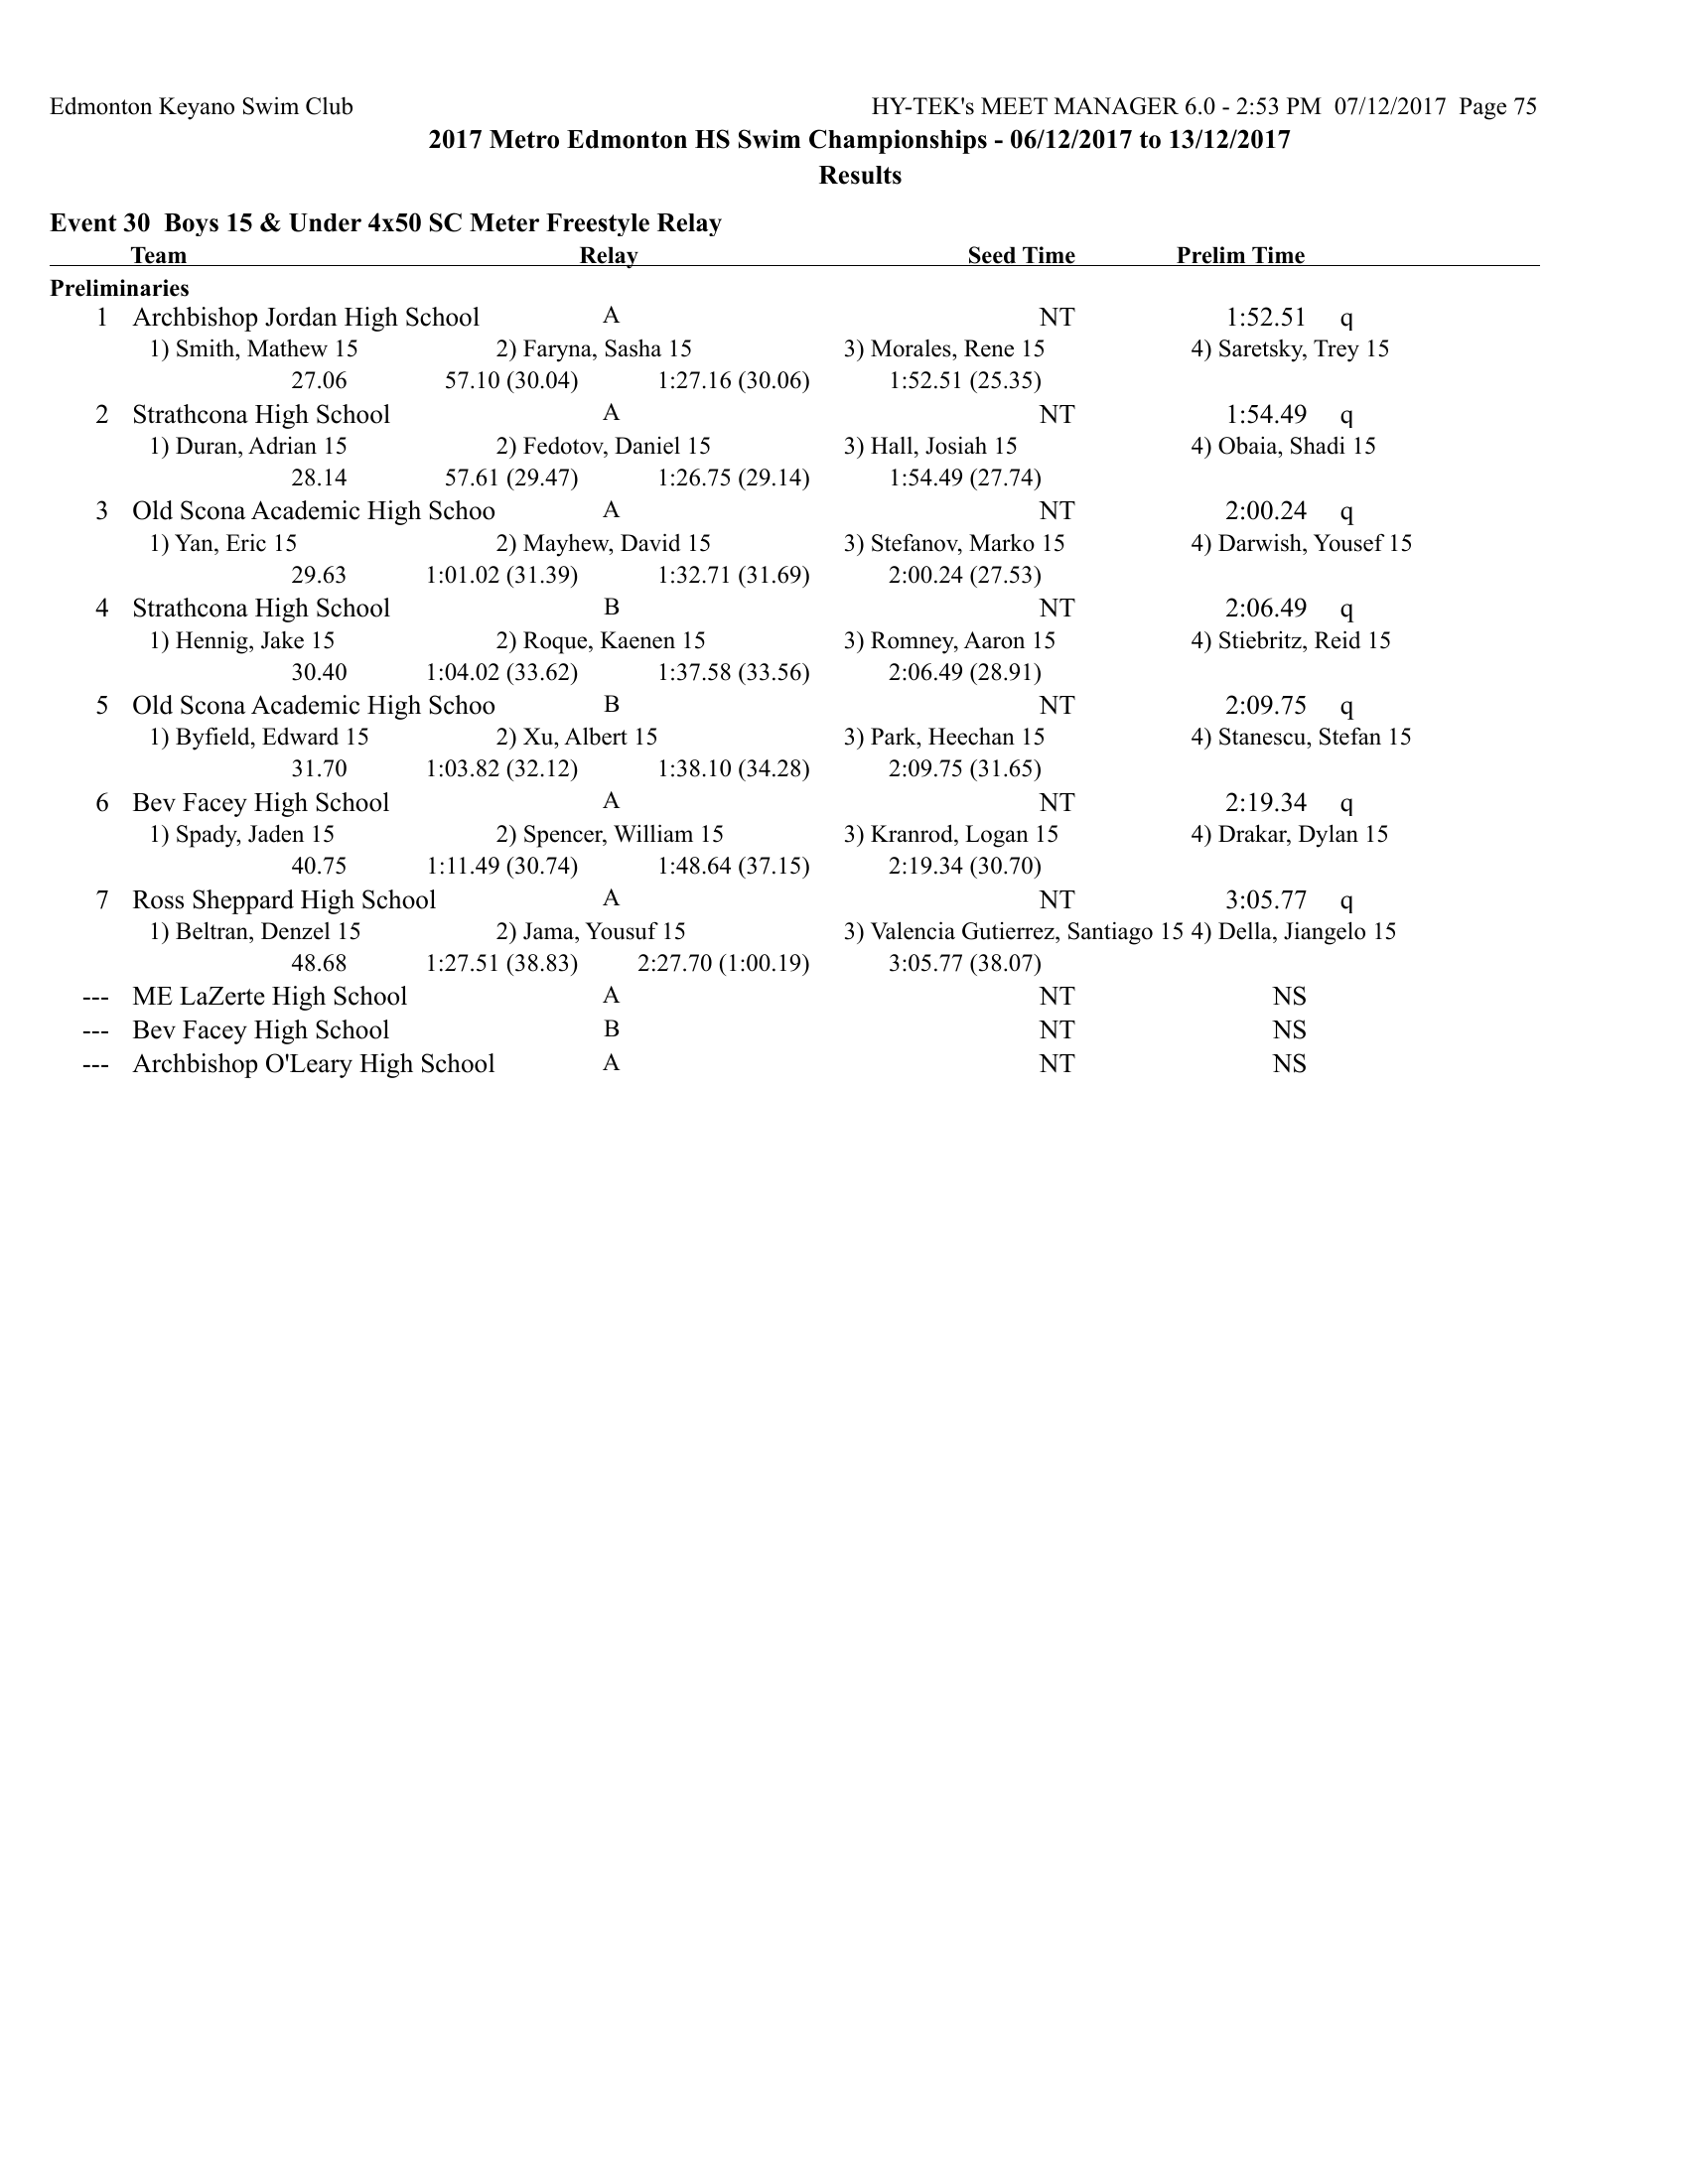 Edmonton Keyano Swim Club HY-TEK's MEET MANAGER 6.0 - 2:53 PM 07/12/2017 Page 75
2017 Metro Edmonton HS Swim Championships - 06/12/2017 to 13/12/2017
Results
Event 30 Boys 15 & Under 4x50 SC Meter Freestyle Relay
Team Relay Seed Time Prelim Time
Preliminaries
1 Archbishop Jordan High School A NT 1:52.51 q
1) Smith, Mathew 15 2) Faryna, Sasha 15 3) Morales, Rene 15 4) Saretsky, Trey 15
27.06 57.10 (30.04) 1:27.16 (30.06) 1:52.51 (25.35)
2 Strathcona High School A NT 1:54.49 q
1) Duran, Adrian 15 2) Fedotov, Daniel 15 3) Hall, Josiah 15 4) Obaia, Shadi 15
28.14 57.61 (29.47) 1:26.75 (29.14) 1:54.49 (27.74)
3 Old Scona Academic High Schoo A NT 2:00.24 q
1) Yan, Eric 15 2) Mayhew, David 15 3) Stefanov, Marko 15 4) Darwish, Yousef 15
29.63 1:01.02 (31.39) 1:32.71 (31.69) 2:00.24 (27.53)
4 Strathcona High School B NT 2:06.49 q
1) Hennig, Jake 15 2) Roque, Kaenen 15 3) Romney, Aaron 15 4) Stiebritz, Reid 15
30.40 1:04.02 (33.62) 1:37.58 (33.56) 2:06.49 (28.91)
5 Old Scona Academic High Schoo B NT 2:09.75 q
1) Byfield, Edward 15 2) Xu, Albert 15 3) Park, Heechan 15 4) Stanescu, Stefan 15
31.70 1:03.82 (32.12) 1:38.10 (34.28) 2:09.75 (31.65)
6 Bev Facey High School A NT 2:19.34 q
1) Spady, Jaden 15 2) Spencer, William 15 3) Kranrod, Logan 15 4) Drakar, Dylan 15
40.75 1:11.49 (30.74) 1:48.64 (37.15) 2:19.34 (30.70)
7 Ross Sheppard High School A NT 3:05.77 q
1) Beltran, Denzel 15 2) Jama, Yousuf 15 3) Valencia Gutierrez, Santiago 15 4) Della, Jiangelo 15
48.68 1:27.51 (38.83) 2:27.70 (1:00.19) 3:05.77 (38.07)
--- ME LaZerte High School A NT NS
--- Bev Facey High School B NT NS
--- Archbishop O'Leary High School A NT NS